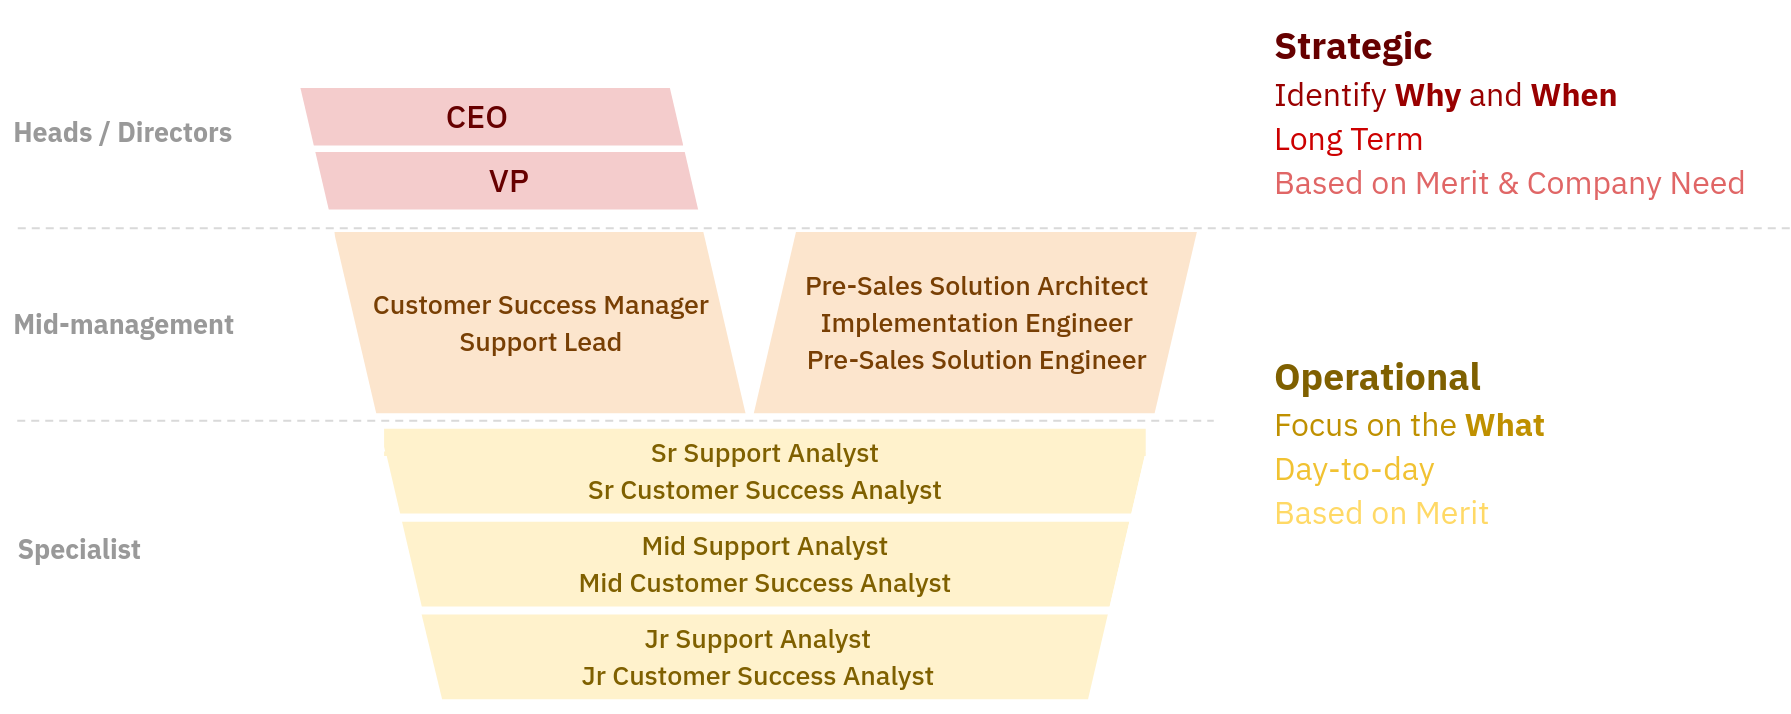 Heads / Directors
CEO
VP
Strategic
Identify Why and When
Long Term
Based on Merit & Company Need
Mid-management
Customer Success Manager
Support Lead
Pre-Sales Solution Architect
Implementation Engineer
Pre-Sales Solution Engineer
Operational
Focus on the What
Day-to-day
Based on Merit
Specialist
Sr Support Analyst
Sr Customer Success Analyst
Mid Support Analyst
Mid Customer Success Analyst
Jr Support Analyst
Jr Customer Success Analyst